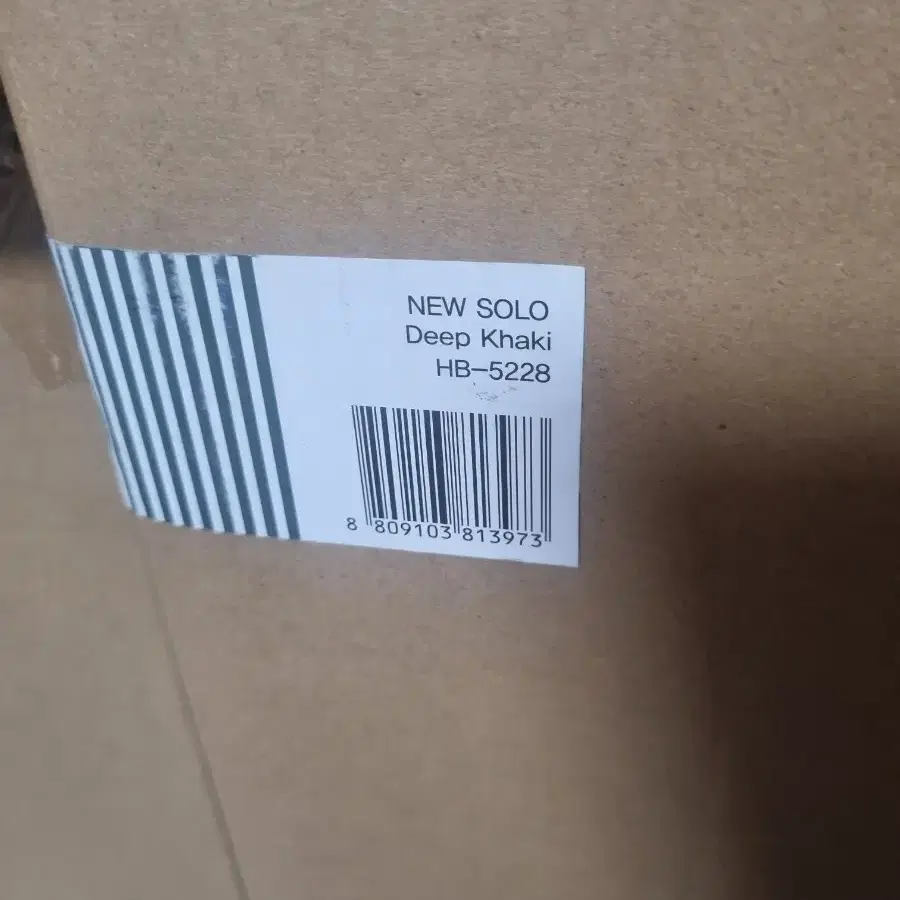 NEW SOLO
Deep Khaki
HB-5228
8 809103 813973